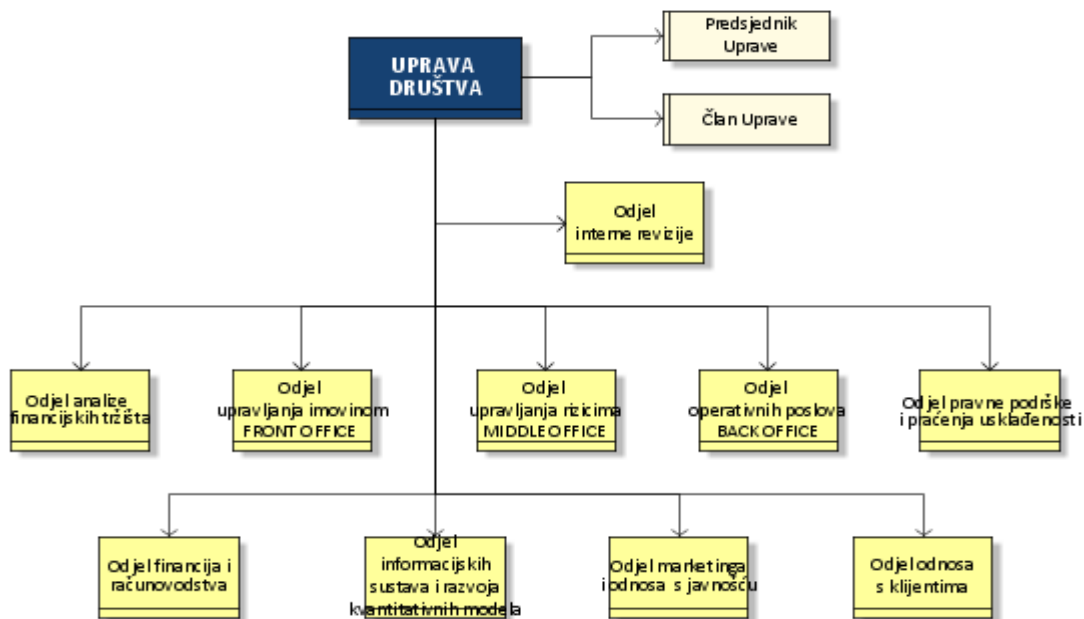 UPRAVA
DRUŠTVA
Predsjednik
Uprave
Član Uprave
Odjel
interne revizije
Odjel analize
financijskih tržišta
Odjel
upravljanja imovinom
FRONT OFFICE
Odjel
upravljanja rizicima
MIDDLE OFFICE
Odjel
operativnih poslova
BACK OFFICE
Odjel pravne podrške
i praćenja usklađenosti
Odjel financija i
računovodstva
Odjel
informacijskih
sustava i razvoja
kvantitativnih modela
Odjel marketinga
i odnosa s javnošću
Odjel odnosa
s klijentima